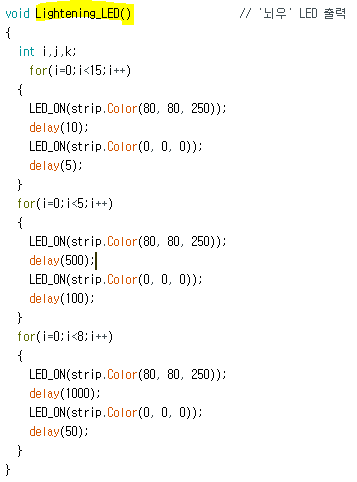 void Lightening_LED() // '뇌우' LED 출력
{
int i,j,k;
for(i=0;i<15;i++)
{
LED_ON(strip.Color(80, 80, 250));
delay(10);
LED_ON(strip.Color(0, 0, 0));
delay(5);
}
for(i=0;i<5;i++)
{
LED_ON(strip.Color(80, 80, 250));
delay(500);
LED_ON(strip.Color(0, 0, 0));
delay(100);
}
for(i=0;i<8;i++)
{
LED_ON(strip.Color(80, 80, 250));
delay(1000);
LED_ON(strip.Color(0, 0, 0));
delay(50);
}
}